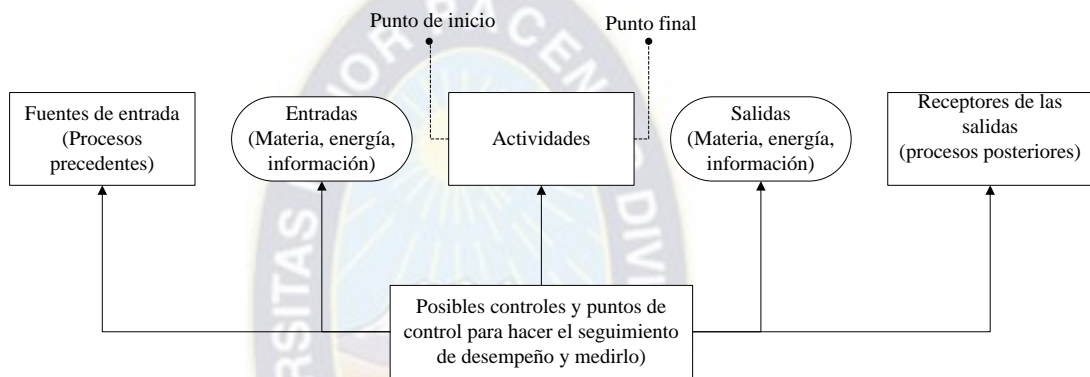 Punto de inicio
Punto final
Fuentes de entrada
(Procesos
precedentes)
Entradas
(Materia, energía,
información)
Actividades
Salidas
(Materia, energía,
información)
Receptores de las
salidas
(procesos posteriores)
Posibles controles y puntos de
control para hacer el seguimiento
de desempeño y medirlo)